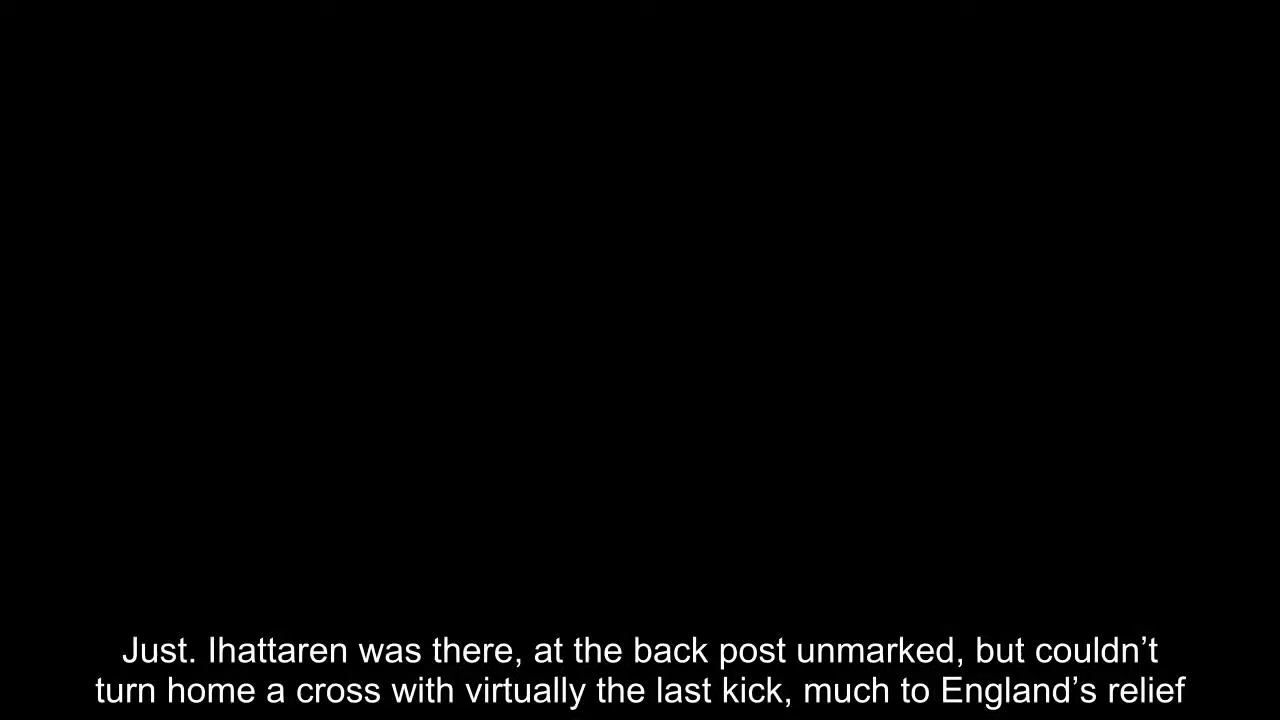 Just. Ihattaren was there, at the back post unmarked, but couldn’t
turn home a cross with virtually the last kick, much to England’s relief